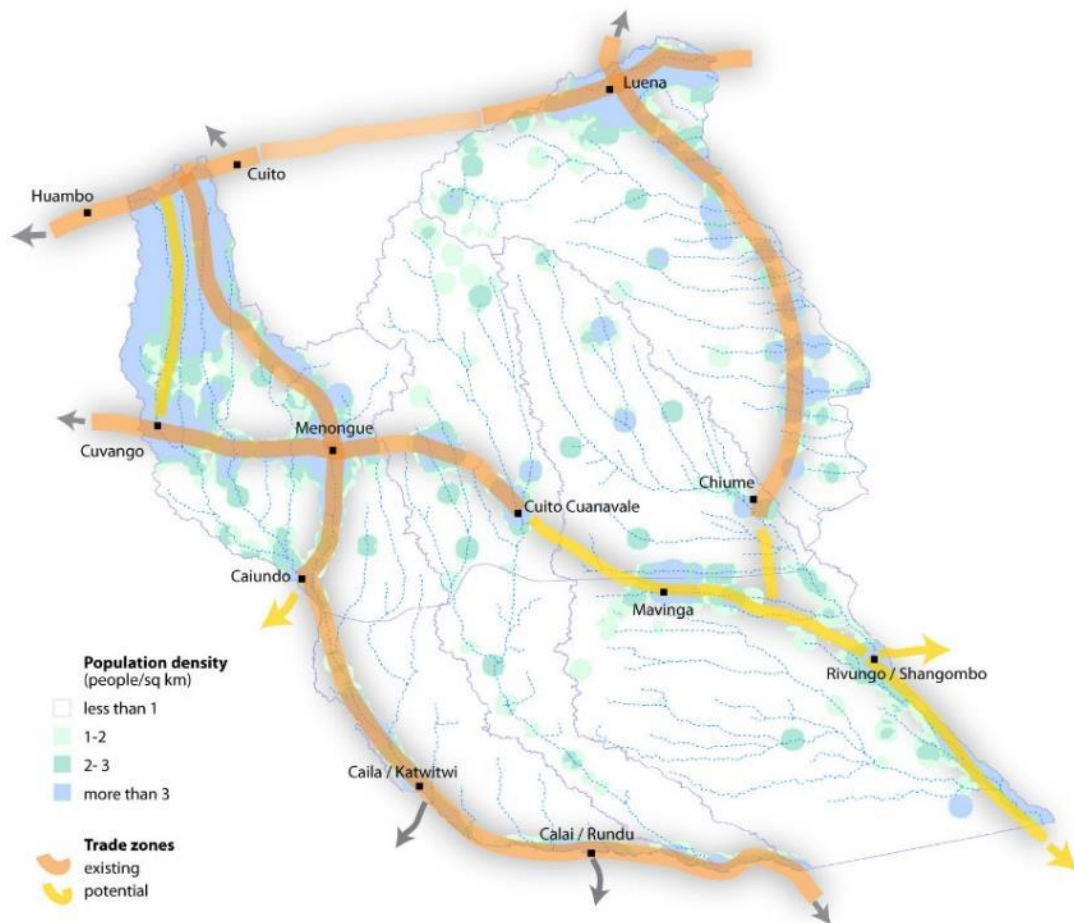 Luena
Cuito
Huambo
Cuvango
Menongue
Chiume
Cuito Cuanavale
Caiundo
Mavinga
Rivungo / Shangombo
Caila / Katwitwi
Calai / Rundu
Population density
(people/sq km)
less than 1
1-2
2- 3
more than 3
Trade zones
existing
potential